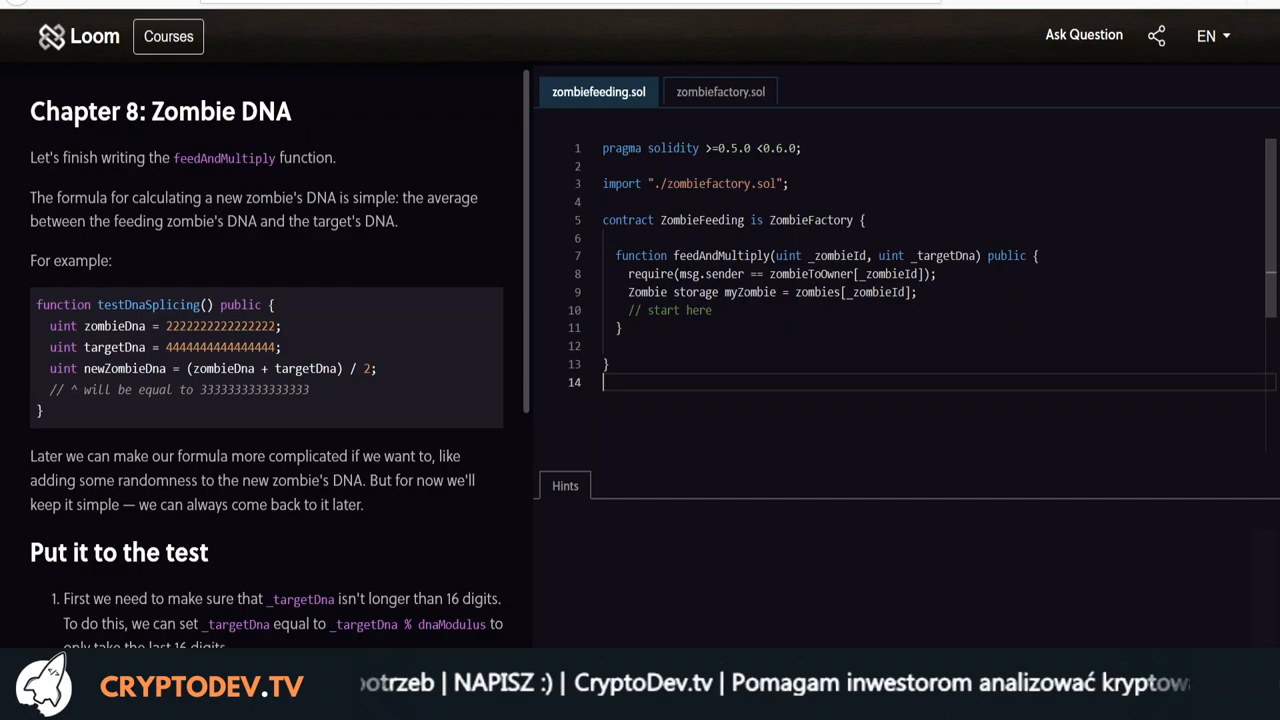 Loom
Courses
Ask Question
EN
Chapter 8: Zombie DNA
Let's finish writing the feedAndMultiply function.
The formula for calculating a new zombie's DNA is simple: the average
between the feeding zombie's DNA and the target's DNA.
For example:
function testDnaSplicing() public {
uint zombieDna = 2222222222222222;
uint targetDna = 4444444444444444;
uint newZombieDna = (zombieDna + targetDna) / 2;
// ^ will be equal to 3333333333333333
}
Later we can make our formula more complicated if we want to, like
adding some randomness to the new zombie's DNA. But for now we'll
keep it simple — we can always come back to it later.
Put it to the test
1. First we need to make sure that _targetDna isn't longer than 16 digits.
To do this, we can set _targetDna equal to _targetDna % dnaModulus to
only take the last 16 digits.
zombiefeeding.sol
zombiefactory.sol
1 pragma solidity >=0.5.0 <0.6.0;
2
3 import "./zombiefactory.sol";
4
5 contract ZombieFeeding is ZombieFactory {
6
7 function feedAndMultiply(uint _zombieId, uint _targetDna) public {
8 require(msg.sender == zombieToOwner[_zombieId]);
9 Zombie storage myZombie = zombies[_zombieId];
10 // start here
11 }
12
13 }
14
Hints
CRYPTODEV.TV
potrzeb | NAPISZ :) | CryptoDev.tv | Pomagam inwestorom analizować kryptow